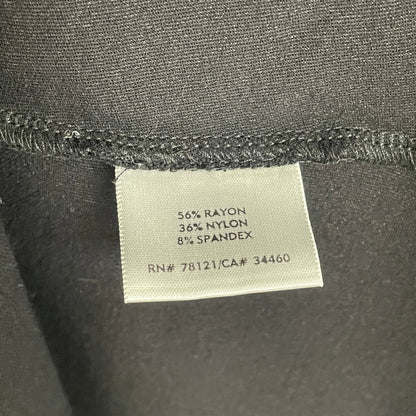 56% RAYON
36% NYLON
8% SPANDEX
RN# 78121/CA# 34460